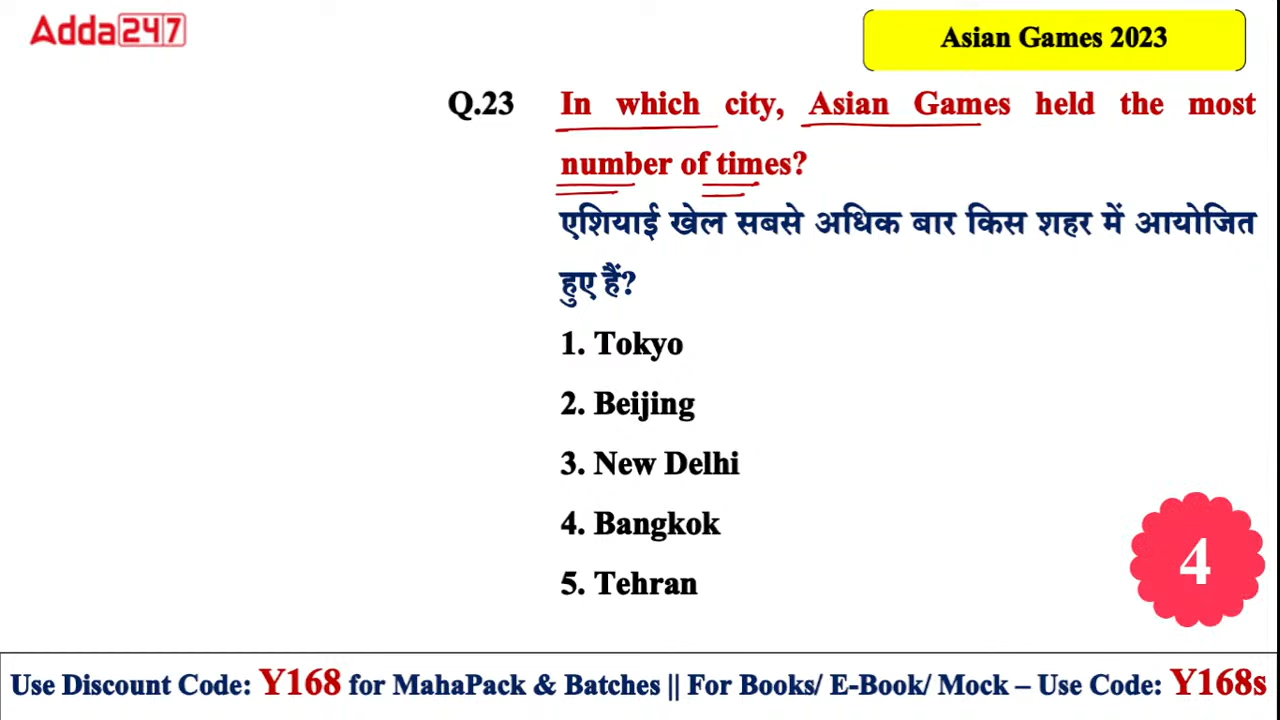 Adda247
Asian Games 2023
Q.23 In which city, Asian Games held the most
number of times?
एशियाई खेल सबसे अधिक बार किस शहर में आयोजित
हुए हैं?
1. Tokyo
2. Beijing
3. New Delhi
4. Bangkok
5. Tehran
4
Use Discount Code: Y168 for MahaPack & Batches || For Books/ E-Book/ Mock – Use Code: Y168s